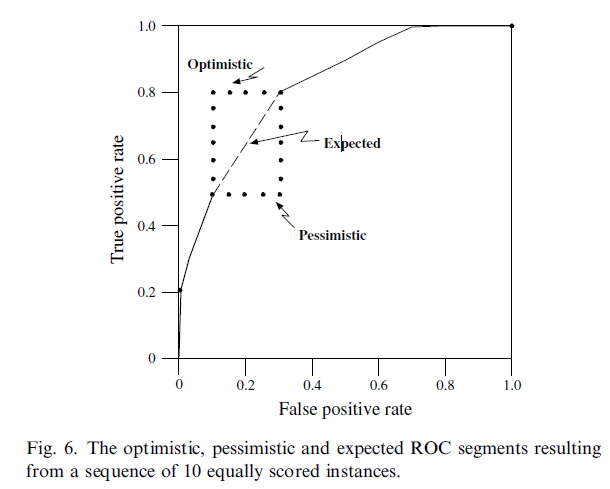 1.0
Optimistic
0.8
Expected
0.6
True positive rate
0.4
Pessimistic
0.2
0
0 0.2 0.4 0.6 0.8 1.0
False positive rate
Fig. 6. The optimistic, pessimistic and expected ROC segments resulting
from a sequence of 10 equally scored instances.